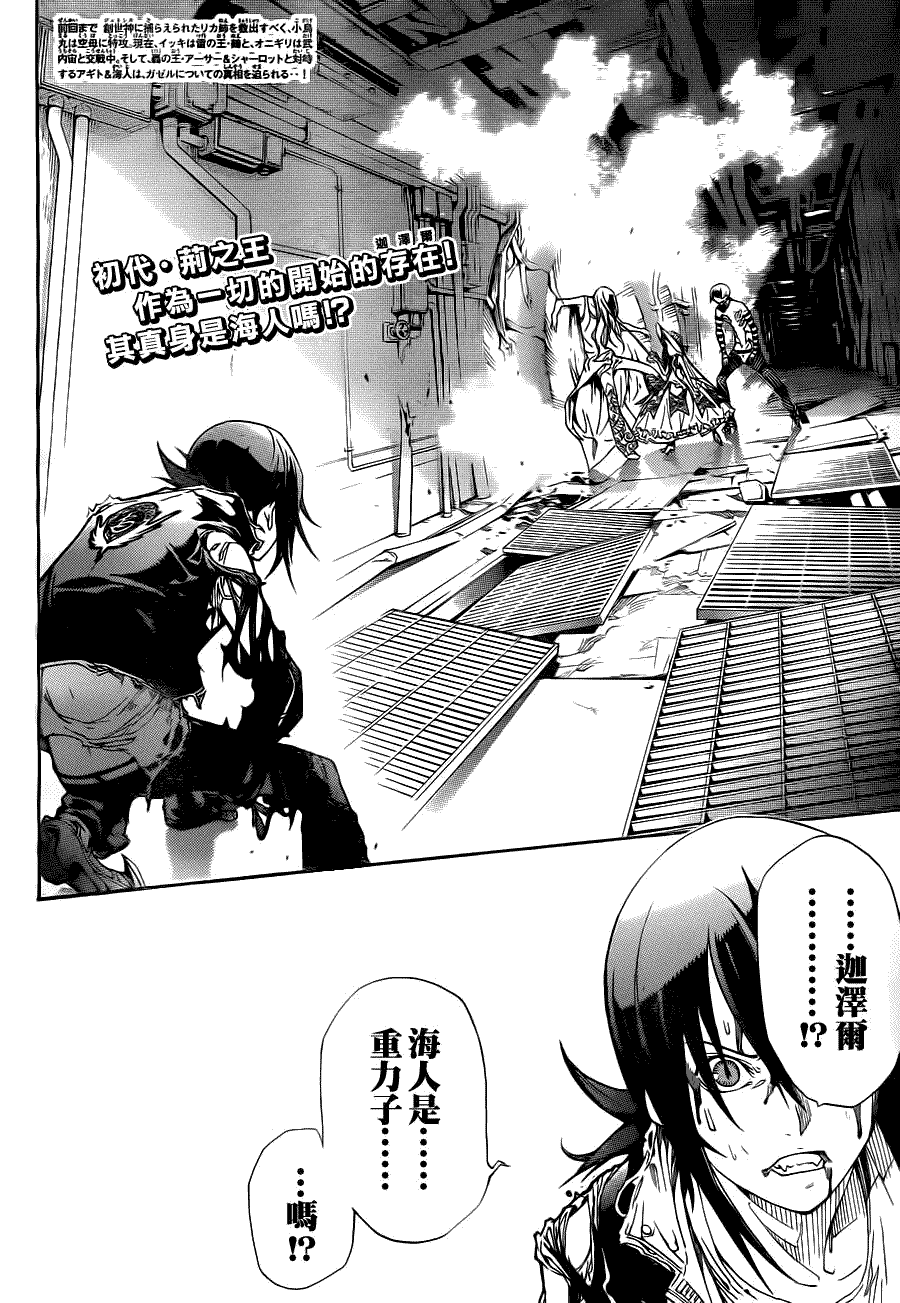 前回まで 創世神に捕らえられたリカ姉を救出すべく、小烏
丸は空母に特攻。現在、イッキは雷の王・鵺と、オニギリは武
内宙と交戦中。そして、轟の王・アーサー&シャーロットと対峙
するアギト&海人は、ガゼルについての真相を迫られる‥!
初代・荊之王
迦澤爾
作為一切的開始的存在!
其真身是海人嗎!?
……迦澤爾
…………!?
海人是……
重力子……
…嗎!?